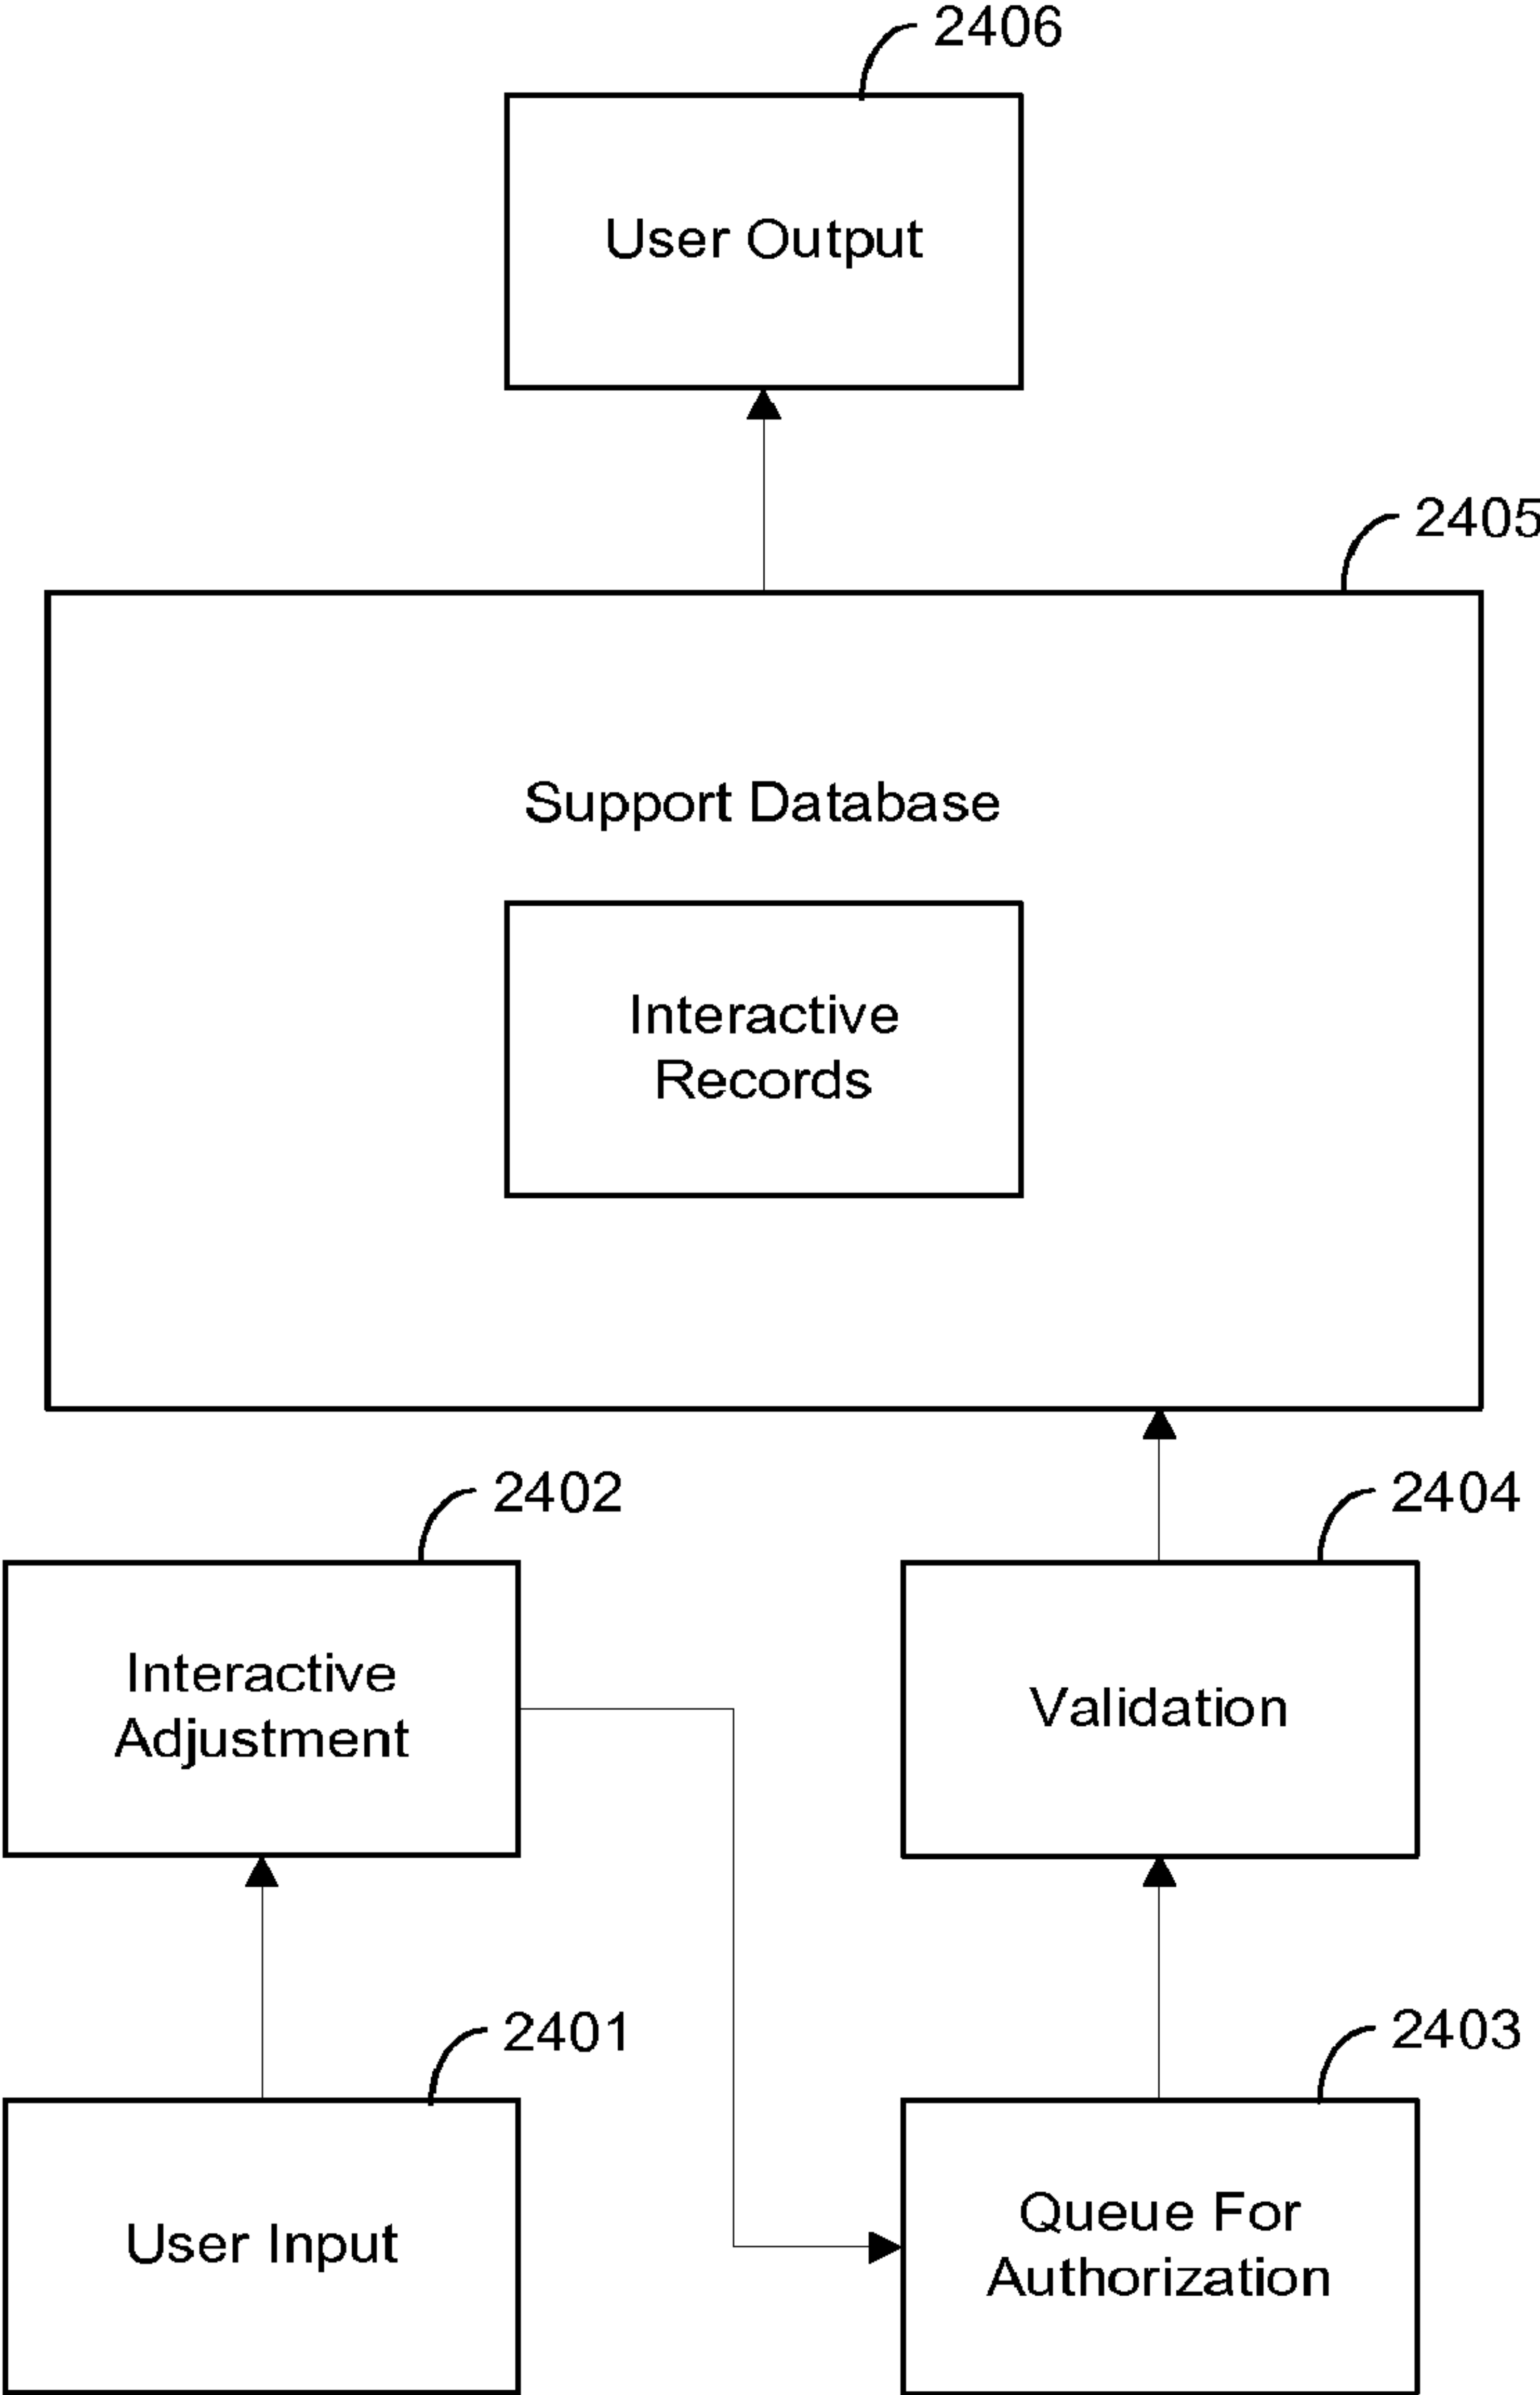 2406
User Output
2405
Support Database
Interactive
Records
2402
2404
Interactive
Adjustment
Validation
2401
2403
User Input
Queue For
Authorization